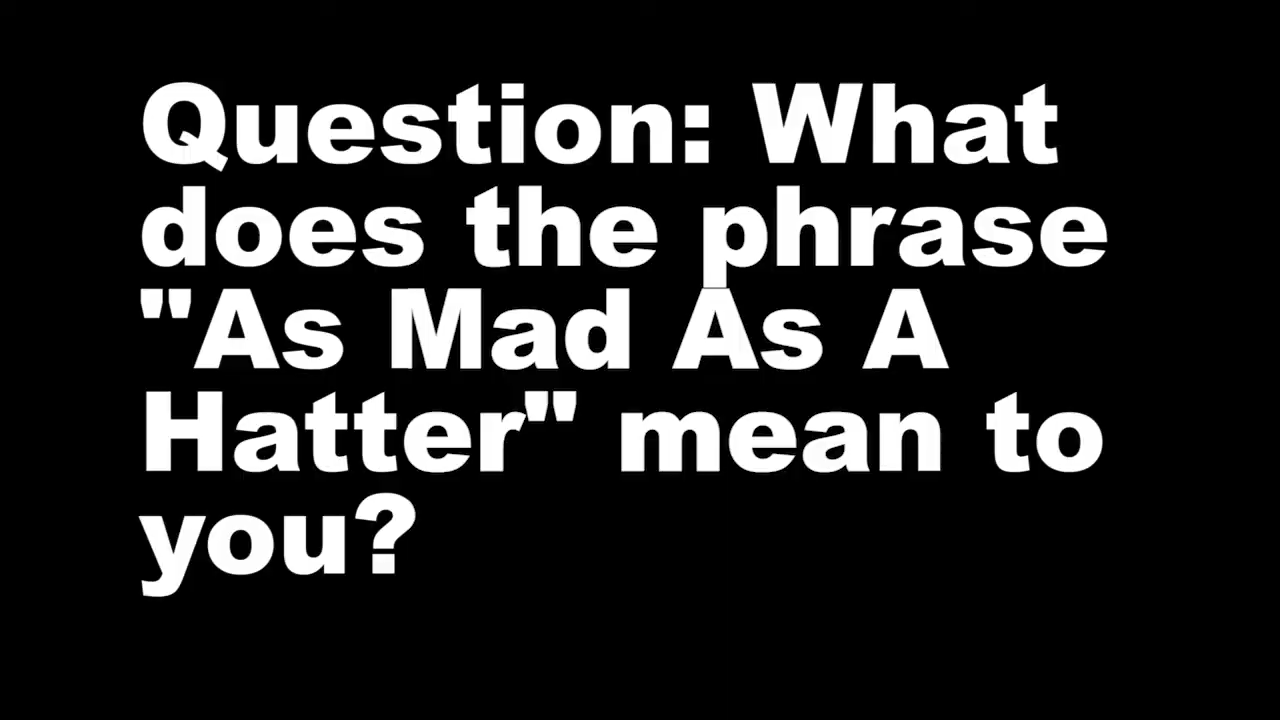 Question: What
does the phrase
"As Mad As A
Hatter" mean to
you?